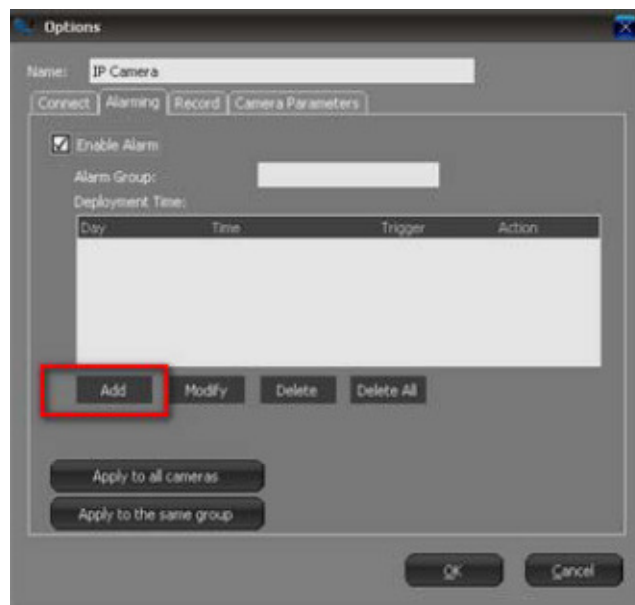 Options
Name: IP Camera
Connect Alarming Record Camera Parameters
Enable Alarm
Alarm Group:
Deployment Time:
Day Time Trigger Action
Add Modify Delete Delete All
Apply to all cameras
Apply to the same group
OK Cancel